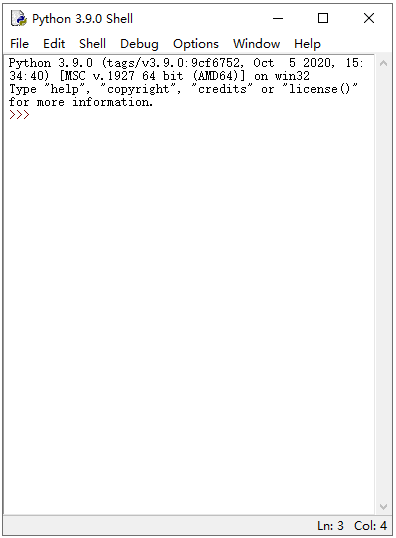 Python 3.9.0 Shell
File Edit Shell Debug Options Window Help
Python 3.9.0 (tags/v3.9.0:9cf6752, Oct  5 2020, 15:
34:40) [MSC v.1927 64 bit (AMD64)] on win32
Type "help", "copyright", "credits" or "license()"
for more information.
>>>
Ln: 3 Col: 4